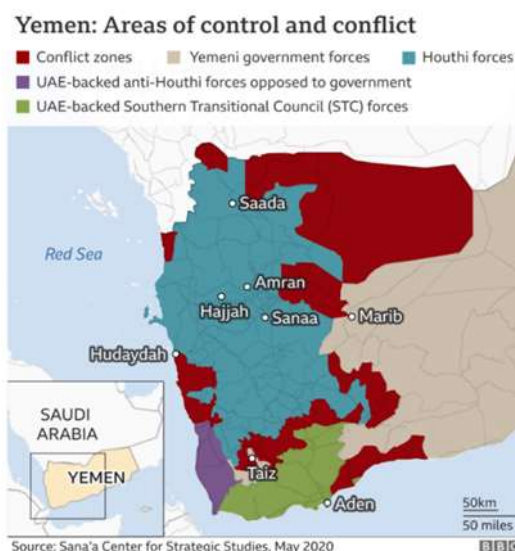 Yemen: Areas of control and conflict
Conflict zones Yemeni government forces Houthi forces
UAE-backed anti-Houthi forces opposed to government
UAE-backed Southern Transitional Council (STC) forces
Saada
Red Sea
Amran
Hajjah
Sanaa
Marib
Hudaydah
SAUDI
ARABIA
YEMEN
Taiz
Aden
50km
50 miles
Source: Sana'a Center for Strategic Studies, May 2020
BBC